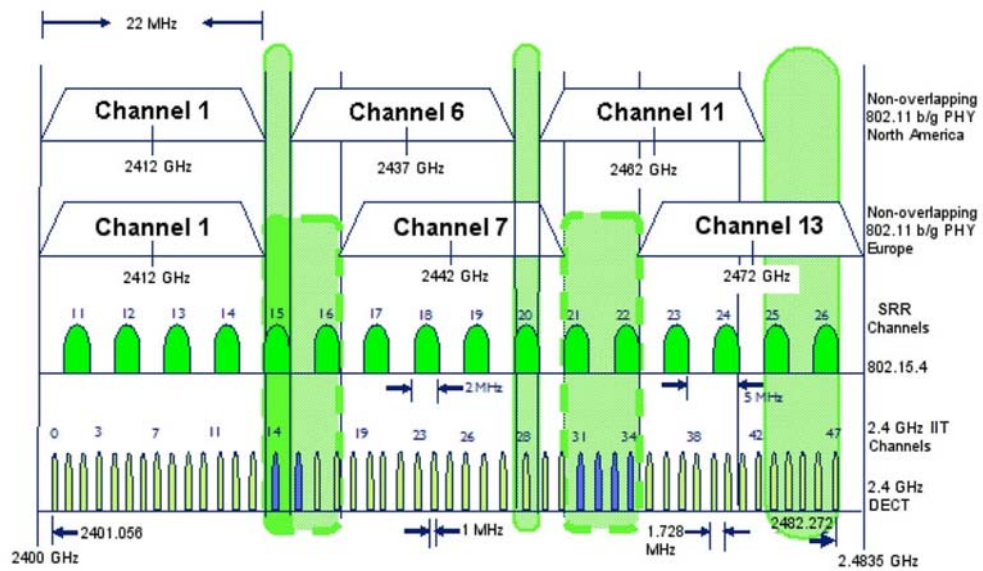 22 MHz
Channel 1
Channel 6
Channel 11
Non-overlapping
802.11 b/g PHY
North America
2412 GHz
2437 GHz
2462 GHz
Channel 1
Channel 7
Channel 13
Non-overlapping
802.11 b/g PHY
Europe
2412 GHz
2442 GHz
2472 GHz
11 12 13 14 15 16 17 18 19 20 21 22 23 24 25 26
SRR
Channels
802.15.4
2 MHz
5 MHz
0 3 7 11 14 19 23 26 28 31 34 38 42 47
2.4 GHz IIT
Channels
2.4 GHz
DECT
2401.056
1 MHz
1.728
MHz
2482.272
2400 GHz
2.4835 GHz